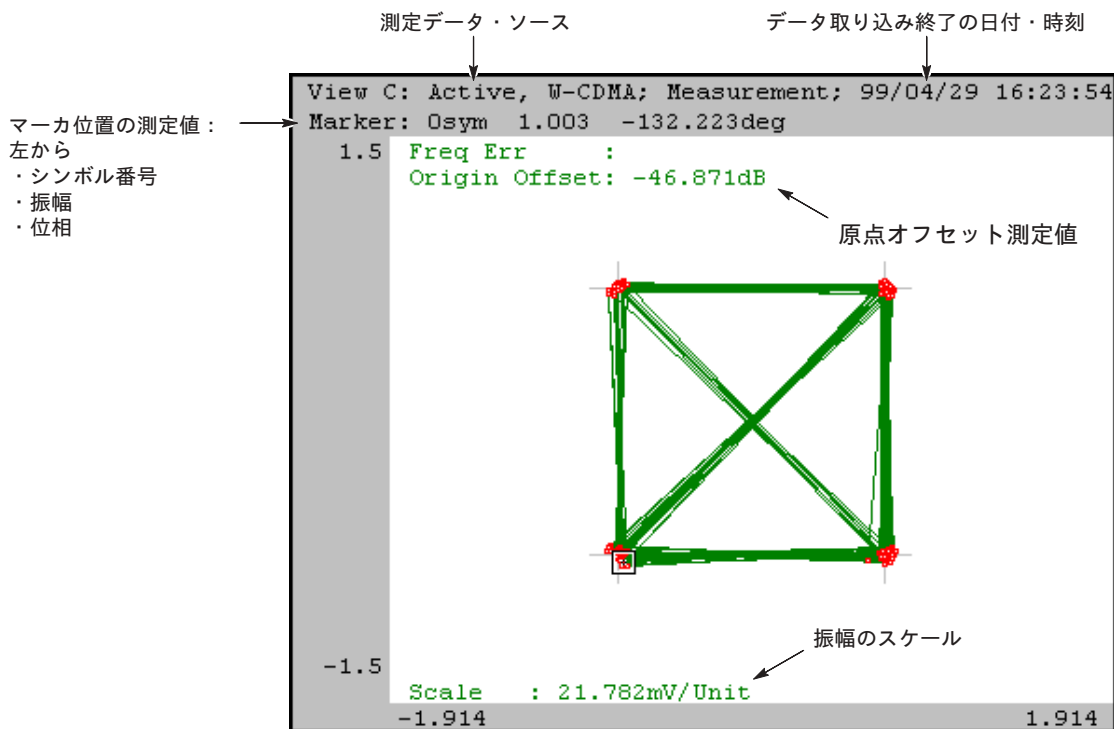 測定データ・ソース
データ取り込み終了の日付・時刻
View C: Active, W-CDMA; Measurement; 99/04/29 16:23:54
マーカ位置の測定値：
左から
・シンボル番号
・振幅
・位相
Marker: 0sym 1.003 -132.223deg
1.5
Freq Err :
Origin Offset: -46.871dB
原点オフセット測定値
振幅のスケール
-1.5
Scale : 21.782mV/Unit
-1.914 1.914